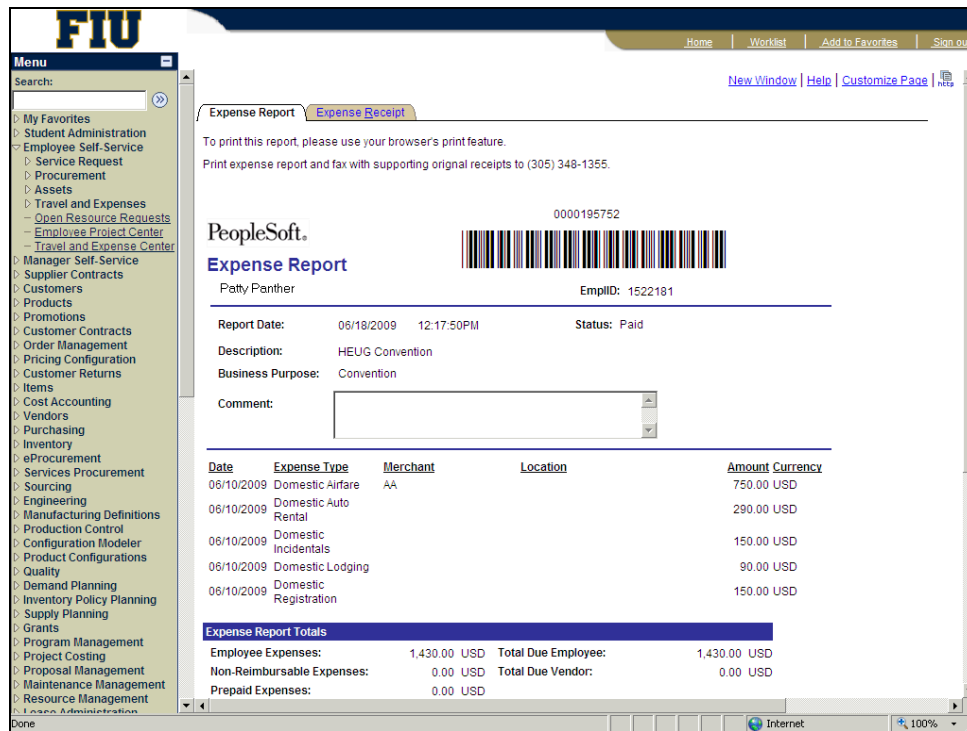 FIU
Home | Worklist | Add to Favorites | Sign ou
Menu
Search:
My Favorites
Student Administration
Employee Self-Service
Service Request
Procurement
Assets
Travel and Expenses
Open Resource Requests
Employee Project Center
Travel and Expense Center
Manager Self-Service
Supplier Contracts
Customers
Products
Promotions
Customer Contracts
Order Management
Pricing Configuration
Customer Returns
Items
Cost Accounting
Vendors
Purchasing
Inventory
eProcurement
Services Procurement
Sourcing
Engineering
Manufacturing Definitions
Production Control
Configuration Modeler
Product Configurations
Quality
Demand Planning
Inventory Policy Planning
Supply Planning
Grants
Program Management
Project Costing
Proposal Management
Maintenance Management
Resource Management
Lease Administration
New Window | Help | Customize Page | http
Expense Report Expense Receipt
To print this report, please use your browser's print feature.
Print expense report and fax with supporting orignal receipts to (305) 348-1355.
0000195752
PeopleSoft.
Expense Report
Patty Panther EmplID: 1522181
Report Date: 06/18/2009 12:17:50PM Status: Paid
Description: HEUG Convention
Business Purpose: Convention
Comment:
Date Expense Type Merchant Location Amount Currency
06/10/2009 Domestic Airfare AA 750.00 USD
06/10/2009 Domestic Auto Rental 290.00 USD
06/10/2009 Domestic Incidentals 150.00 USD
06/10/2009 Domestic Lodging 90.00 USD
06/10/2009 Domestic Registration 150.00 USD
Expense Report Totals
Employee Expenses: 1,430.00 USD Total Due Employee: 1,430.00 USD
Non-Reimbursable Expenses: 0.00 USD Total Due Vendor: 0.00 USD
Prepaid Expenses: 0.00 USD
Done Internet 100%